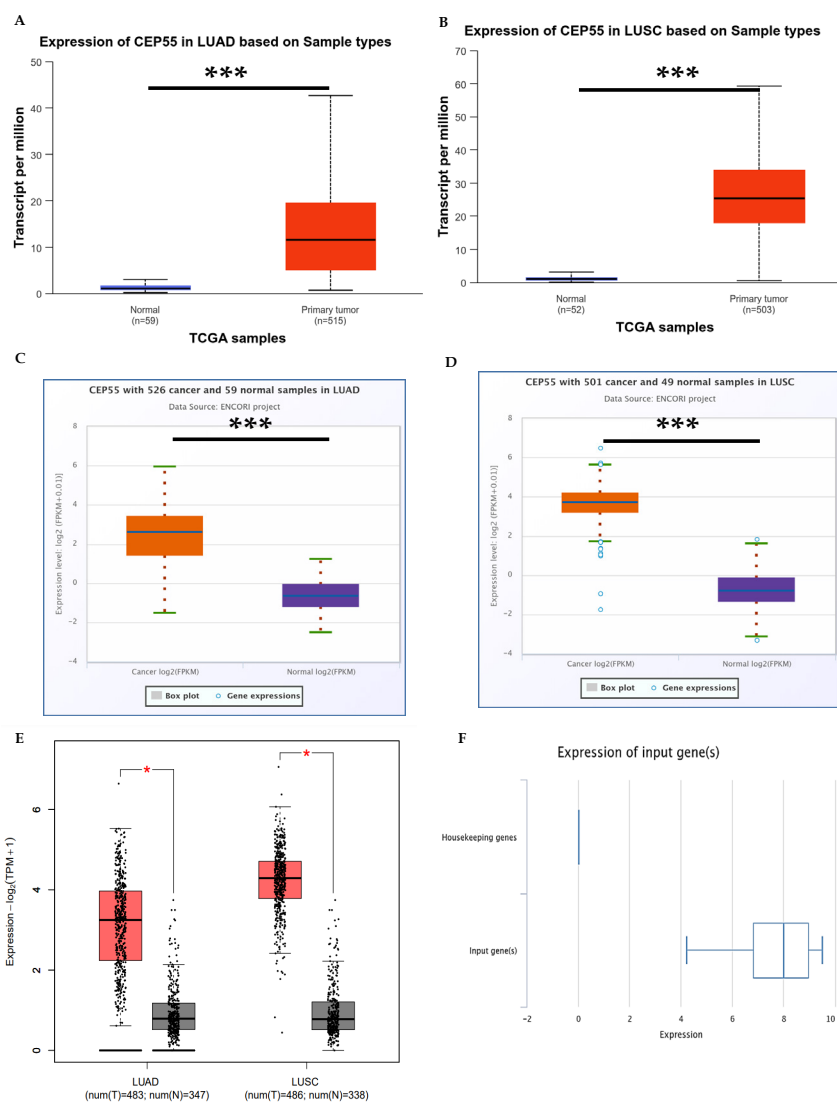 A
Expression of CEP55 in LUAD based on Sample types
***
Transcript per million
50
40
30
20
10
0
Normal
(n=59)
Primary tumor
(n=515)
TCGA samples
B
Expression of CEP55 in LUSC based on Sample types
***
Transcript per million
70
60
50
40
30
20
10
0
Normal
(n=52)
Primary tumor
(n=503)
TCGA samples
C
CEP55 with 526 cancer and 59 normal samples in LUAD
Data Source: ENCORI project
***
Expression level: log2 (FPKM+0.01)]
8
6
4
2
0
−2
−4
Cancer log2(FPKM)
Normal log2(FPKM)
Box plot
Gene expressions
D
CEP55 with 501 cancer and 49 normal samples in LUSC
Data Source: ENCORI project
***
Expression level: log2 (FPKM+0.01)]
8
6
4
2
0
−2
−4
Cancer log2(FPKM)
Normal log2(FPKM)
Box plot
Gene expressions
E
*
*
Expression − log₂(TPM + 1)
6
4
2
0
LUAD
(num(T)=483; num(N)=347)
LUSC
(num(T)=486; num(N)=338)
F
Expression of input gene(s)
Housekeeping genes
Input gene(s)
−2
0
2
4
6
8
10
Expression